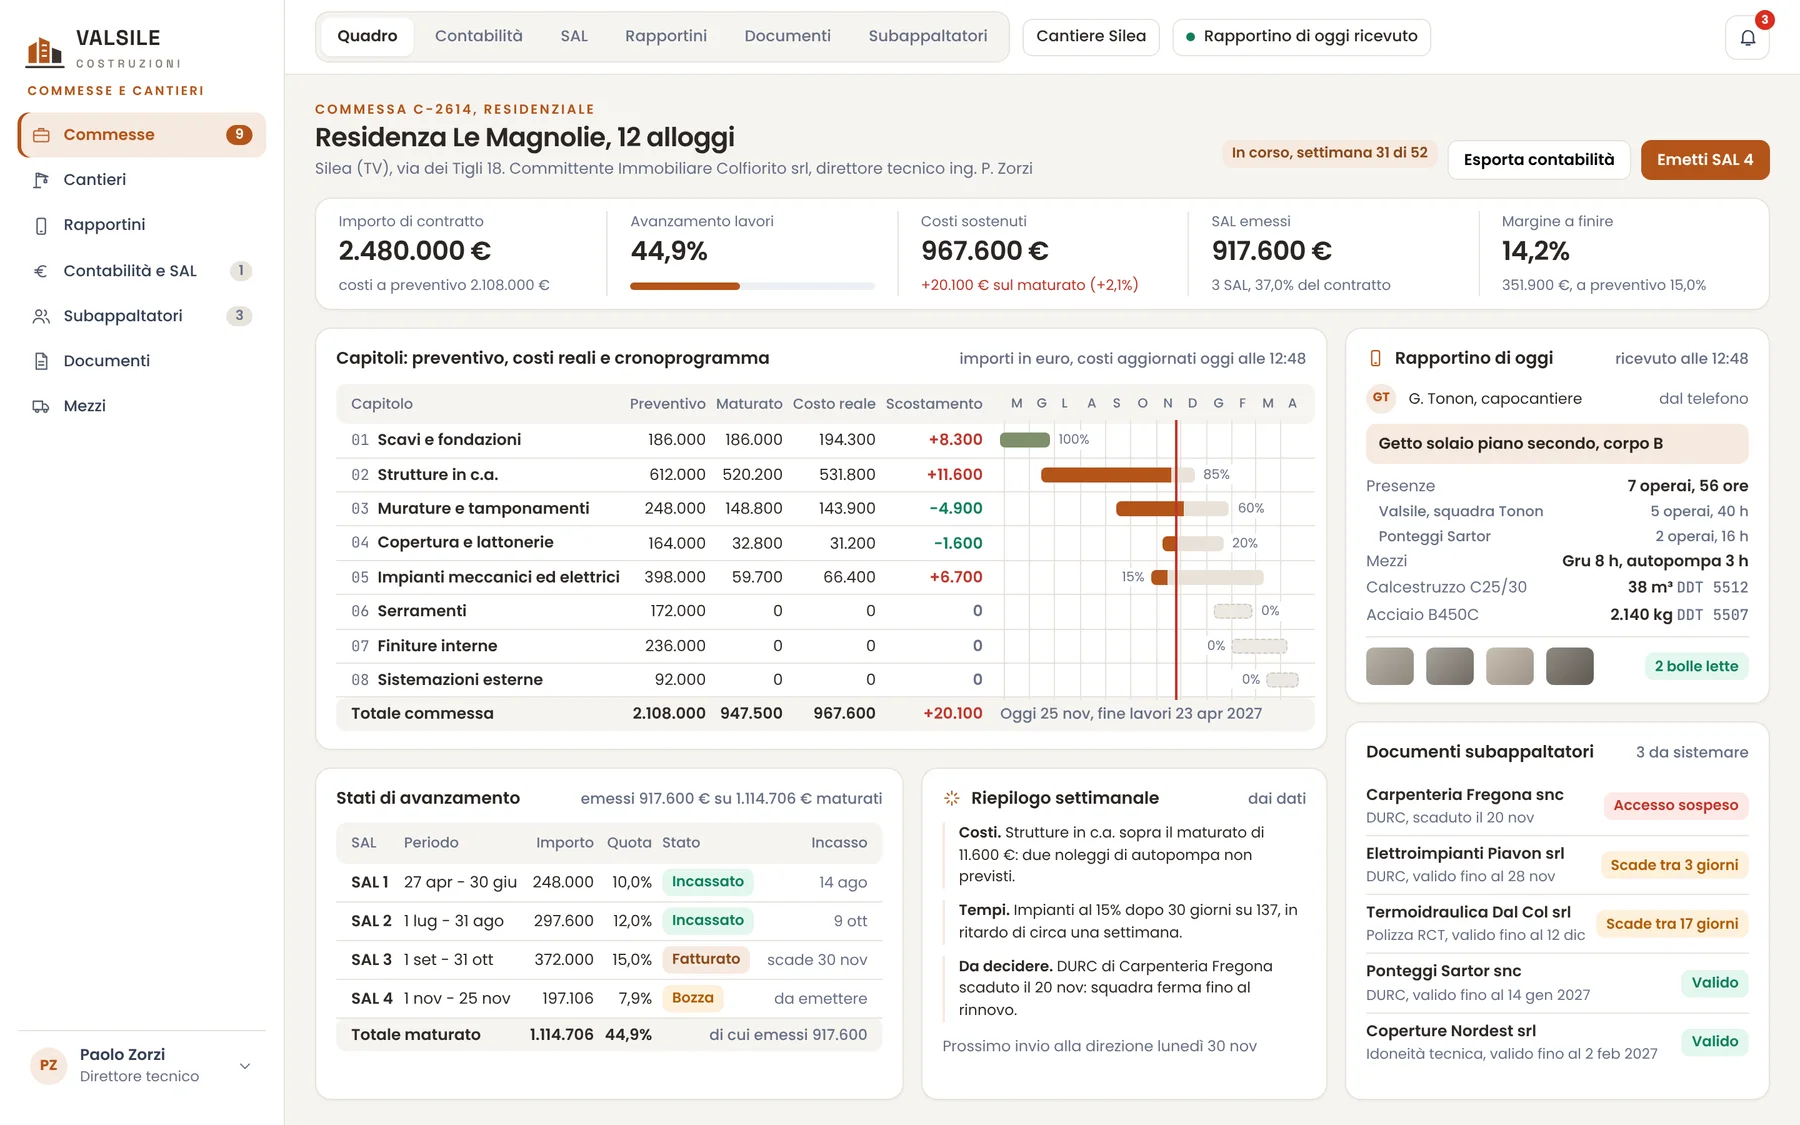 VALSILE
COSTRUZIONI
COMMESSE E CANTIERI
Commesse 9
Cantieri
Rapportini
Contabilità e SAL 1
Subappaltatori 3
Documenti
Mezzi
PZ Paolo Zorzi
Direttore tecnico
Quadro Contabilità SAL Rapportini Documenti Subappaltatori Cantiere Silea Rapportino di oggi ricevuto 3
COMMESSA C-2614, RESIDENZIALE
Residenza Le Magnolie, 12 alloggi
Silea (TV), via dei Tigli 18. Committente Immobiliare Colfiorito srl, direttore tecnico ing. P. Zorzi
In corso, settimana 31 di 52 Esporta contabilità Emetti SAL 4
Importo di contratto
2.480.000 €
costi a preventivo 2.108.000 €
Avanzamento lavori
44,9%
Costi sostenuti
967.600 €
+20.100 € sul maturato (+2,1%)
SAL emessi
917.600 €
3 SAL, 37,0% del contratto
Margine a finire
14,2%
351.900 €, a preventivo 15,0%
Capitoli: preventivo, costi reali e cronoprogramma importi in euro, costi aggiornati oggi alle 12:48
Capitolo Preventivo Maturato Costo reale Scostamento M G L A S O N D G F M A
01 Scavi e fondazioni 186.000 186.000 194.300 +8.300 100%
02 Strutture in c.a. 612.000 520.200 531.800 +11.600 85%
03 Murature e tamponamenti 248.000 148.800 143.900 -4.900 60%
04 Copertura e lattonerie 164.000 32.800 31.200 -1.600 20%
05 Impianti meccanici ed elettrici 398.000 59.700 66.400 +6.700 15%
06 Serramenti 172.000 0 0 0 0%
07 Finiture interne 236.000 0 0 0 0%
08 Sistemazioni esterne 92.000 0 0 0 0%
Totale commessa 2.108.000 947.500 967.600 +20.100 Oggi 25 nov, fine lavori 23 apr 2027
Rapportino di oggi ricevuto alle 12:48
GT G. Tonon, capocantiere dal telefono
Getto solaio piano secondo, corpo B
Presenze 7 operai, 56 ore
Valsile, squadra Tonon 5 operai, 40 h
Ponteggi Sartor 2 operai, 16 h
Mezzi Gru 8 h, autopompa 3 h
Calcestruzzo C25/30 38 m³ DDT 5512
Acciaio B450C 2.140 kg DDT 5507
2 bolle lette
Stati di avanzamento emessi 917.600 € su 1.114.706 € maturati
SAL Periodo Importo Quota Stato Incasso
SAL 1 27 apr - 30 giu 248.000 10,0% Incassato 14 ago
SAL 2 1 lug - 31 ago 297.600 12,0% Incassato 9 ott
SAL 3 1 set - 31 ott 372.000 15,0% Fatturato scade 30 nov
SAL 4 1 nov - 25 nov 197.106 7,9% Bozza da emettere
Totale maturato 1.114.706 44,9% di cui emessi 917.600
Riepilogo settimanale dai dati
Costi. Strutture in c.a. sopra il maturato di
11.600 €: due noleggi di autopompa non
previsti.
Tempi. Impianti al 15% dopo 30 giorni su 137, in
ritardo di circa una settimana.
Da decidere. DURC di Carpenteria Fregona
scaduto il 20 nov: squadra ferma fino al
rinnovo.
Prossimo invio alla direzione lunedì 30 nov
Documenti subappaltatori 3 da sistemare
Carpenteria Fregona snc
DURC, scaduto il 20 nov
Accesso sospeso
Elettroimpianti Piavon srl
DURC, valido fino al 28 nov
Scade tra 3 giorni
Termoidraulica Dal Col srl
Polizza RCT, valido fino al 12 dic
Scade tra 17 giorni
Ponteggi Sartor snc
DURC, valido fino al 14 gen 2027
Valido
Coperture Nordest srl
Idoneità tecnica, valido fino al 2 feb 2027
Valido